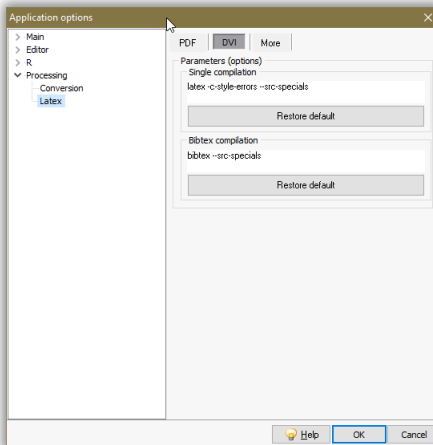 Application options
Main
Editor
R
Processing
Conversion
Latex
PDF DVI More
Parameters (options)
Single compilation
latex -c-style-errors --src-specials
Restore default
Bibtex compilation
bibtex --src-specials
Restore default
Help OK Cancel